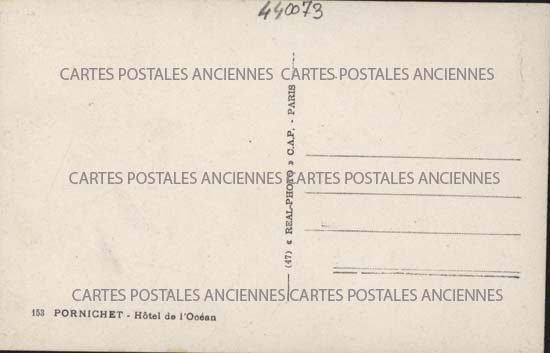 440073
CARTES POSTALES ANCIENNES CARTES POSTALES ANCIENNES
(47) « REAL-PHOTO » C.A.P. - PARIS
CARTES POSTALES ANCIENNES CARTES POSTALES ANCIENNES
CARTES POSTALES ANCIENNES CARTES POSTALES ANCIENNES
153 PORNICHET - Hôtel de l'Océan